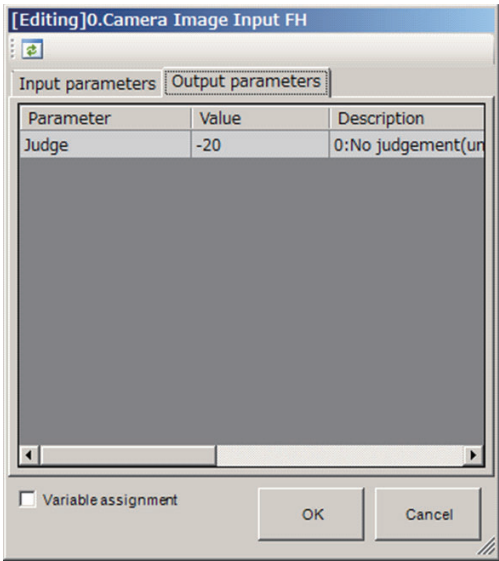 [Editing]0.Camera Image Input FH
Input parameters Output parameters
Parameter Value Description
Judge -20 0:No judgement(un
Variable assignment OK Cancel